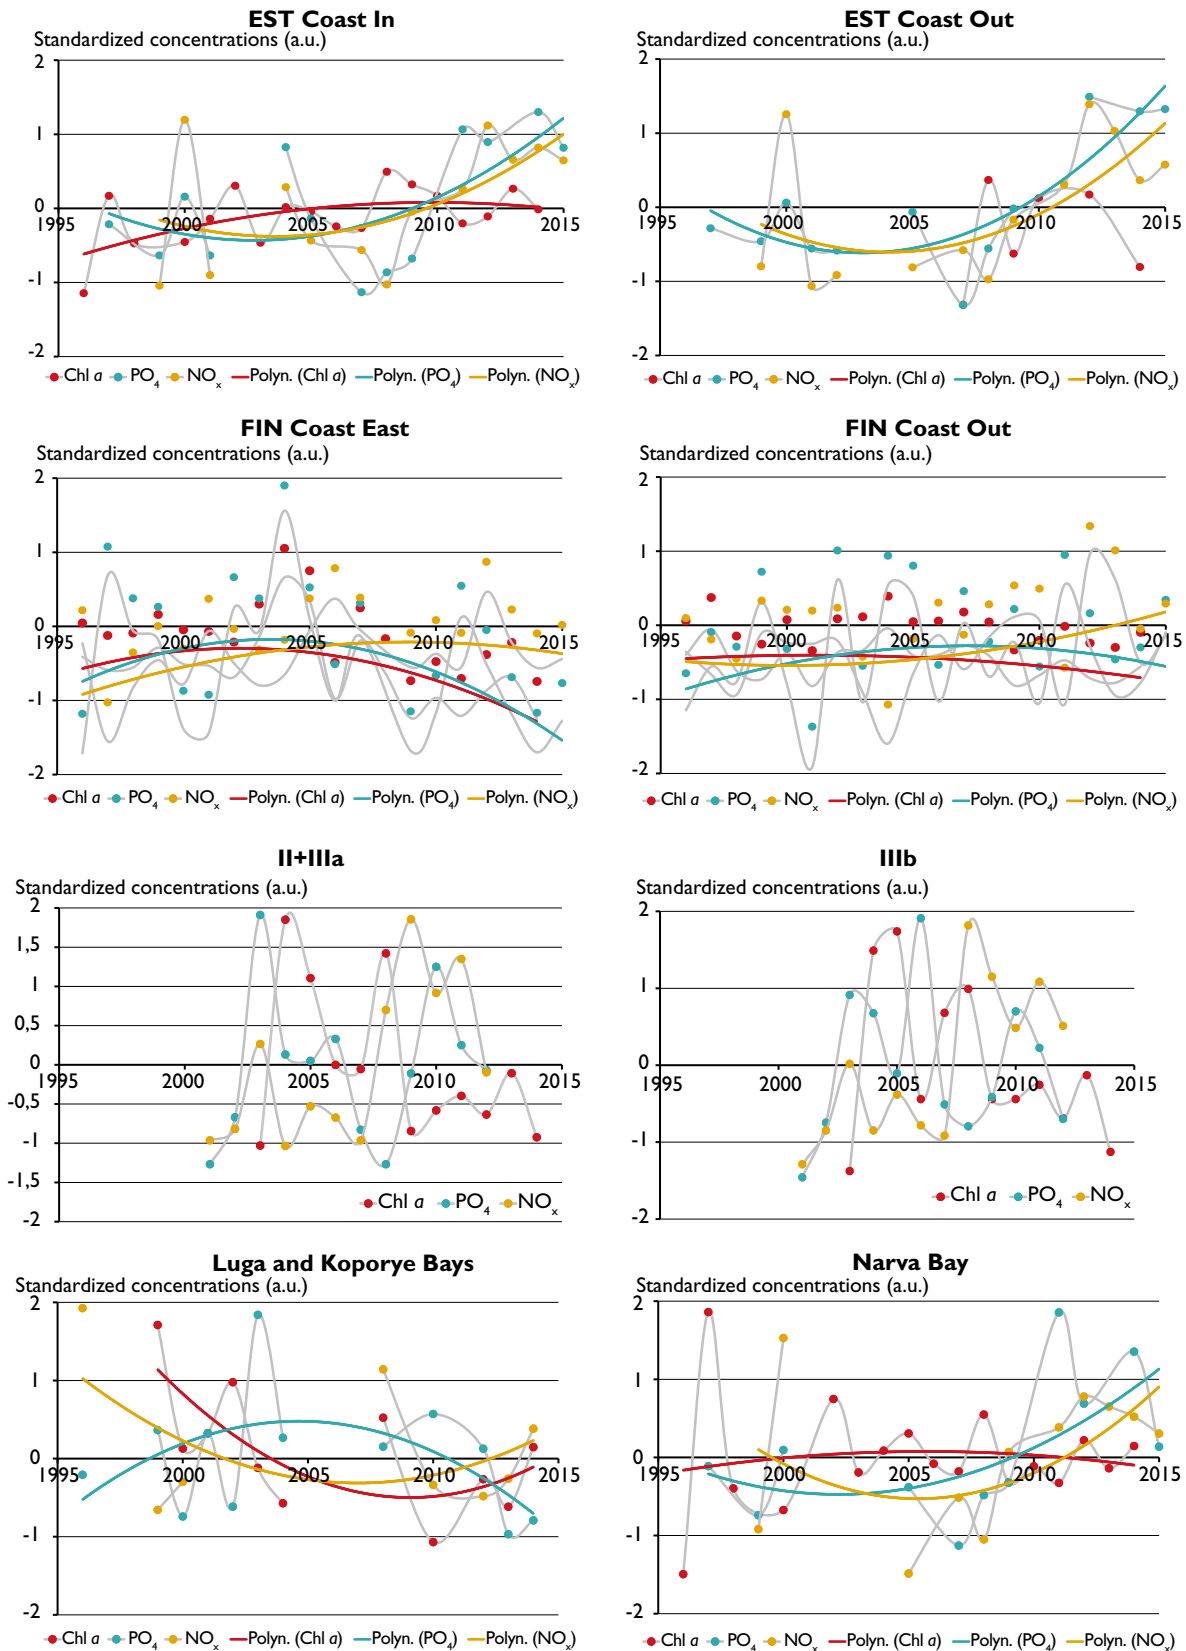 EST Coast In
Standardized concentrations (a.u.)
2
1
0
-1
-2
1995 2000 2005 2010 2015
Chl a PO4 NOx Polyn. (Chl a) Polyn. (PO4) Polyn. (NOx)
EST Coast Out
Standardized concentrations (a.u.)
2
1
0
-1
-2
1995 2000 2005 2010 2015
Chl a PO4 NOx Polyn. (Chl a) Polyn. (PO4) Polyn. (NOx)
FIN Coast East
Standardized concentrations (a.u.)
2
1
0
-1
-2
1995 2000 2005 2010 2015
Chl a PO4 NOx Polyn. (Chl a) Polyn. (PO4) Polyn. (NOx)
FIN Coast Out
Standardized concentrations (a.u.)
2
1
0
-1
-2
1995 2000 2005 2010 2015
Chl a PO4 NOx Polyn. (Chl a) Polyn. (PO4) Polyn. (NOx)
II+IIIa
Standardized concentrations (a.u.)
2
1,5
1
0,5
0
-0,5
-1
-1,5
-2
1995 2000 2005 2010 2015
Chl a PO4 NOx
IIIb
Standardized concentrations (a.u.)
2
1
0
-1
-2
1995 2000 2005 2010 2015
Chl a PO4 NOx
Luga and Koporye Bays
Standardized concentrations (a.u.)
2
1
0
-1
-2
1995 2000 2005 2010 2015
Chl a PO4 NOx Polyn. (Chl a) Polyn. (PO4) Polyn. (NOx)
Narva Bay
Standardized concentrations (a.u.)
2
1
0
-1
-2
1995 2000 2005 2010 2015
Chl a PO4 NOx Polyn. (Chl a) Polyn. (PO4) Polyn. (NOx)